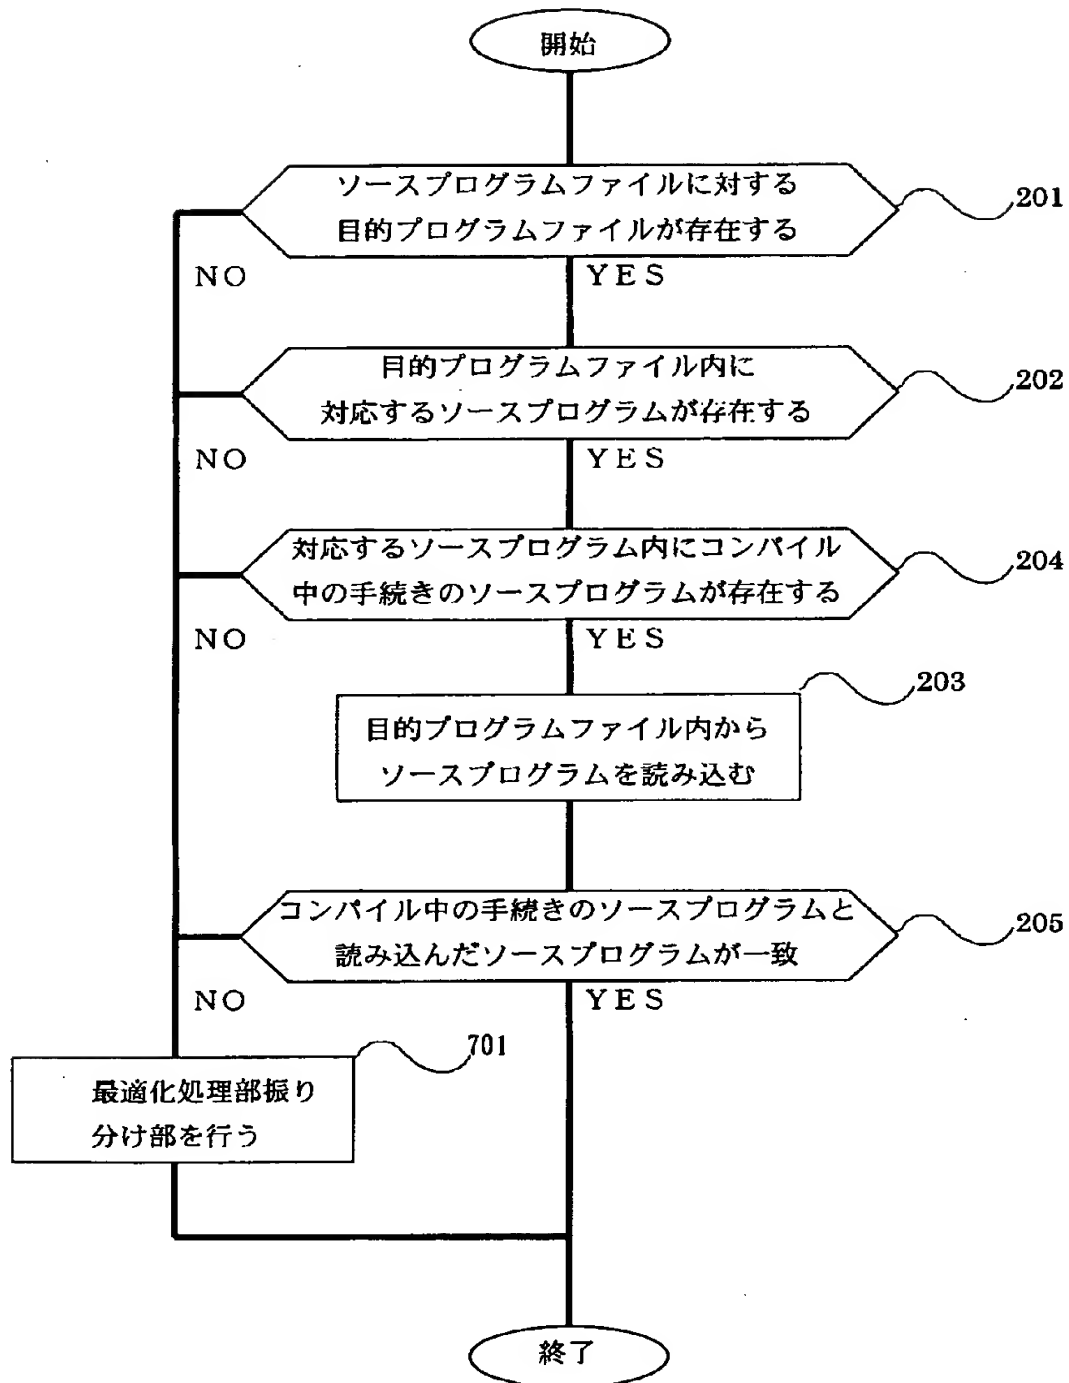 開始
ソースプログラムファイルに対する
目的プログラムファイルが存在する
201
NO
YES
目的プログラムファイル内に
対応するソースプログラムが存在する
202
NO
YES
対応するソースプログラム内にコンパイル
中の手続きのソースプログラムが存在する
204
NO
YES
203
目的プログラムファイル内から
ソースプログラムを読み込む
コンパイル中の手続きのソースプログラムと
読み込んだソースプログラムが一致
205
NO
YES
701
最適化処理部振り
分け部を行う
終了